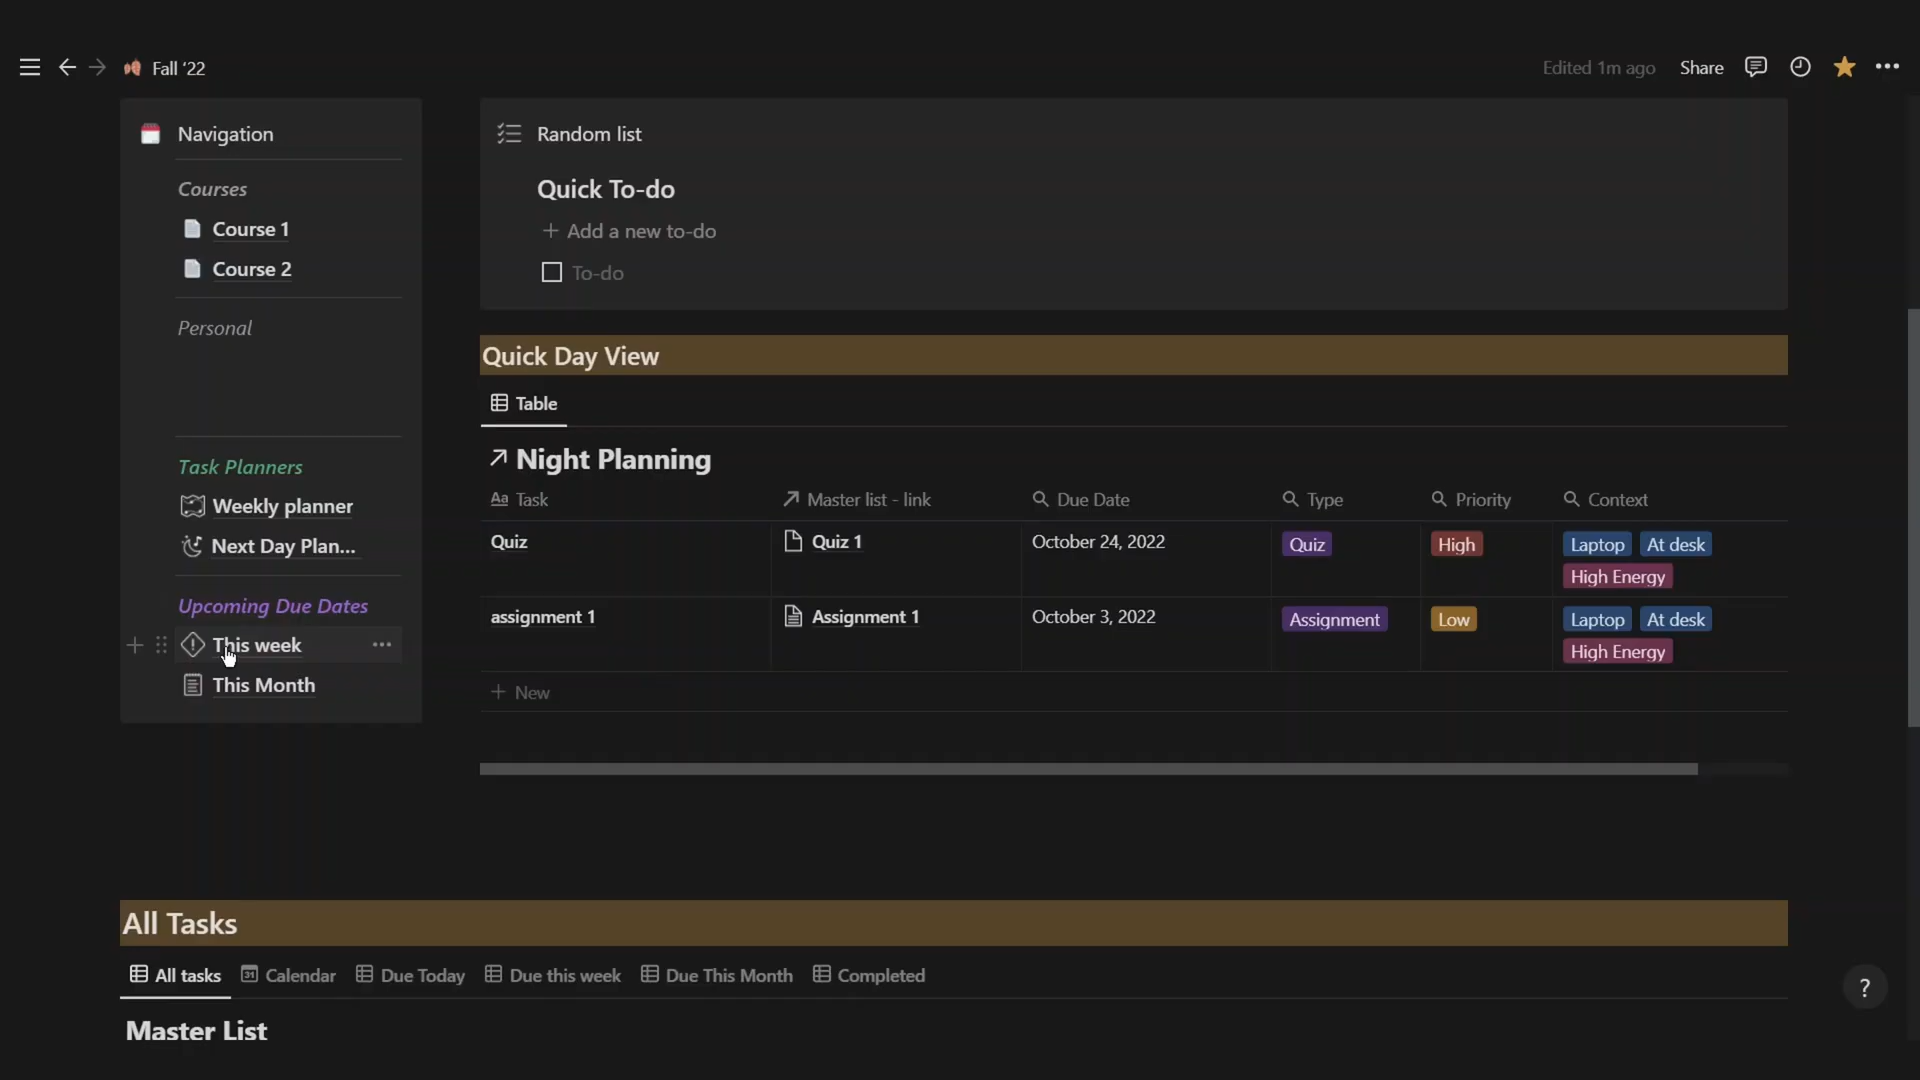 Fall ‘22
Edited 1m ago
Share
Navigation
Courses
Course 1
Course 2
Personal
Task Planners
Weekly planner
Next Day Plan...
Upcoming Due Dates
This week
This Month
Random list
Quick To-do
+ Add a new to-do
To-do
Quick Day View
Table
Night Planning
Aa Task Master list - link Due Date Type Priority Context
Quiz Quiz 1 October 24, 2022 Quiz High Laptop At desk
High Energy
assignment 1 Assignment 1 October 3, 2022 Assignment Low Laptop At desk
High Energy
+ New
All Tasks
All tasks 31 Calendar Due Today Due this week Due This Month Completed
Master List
?